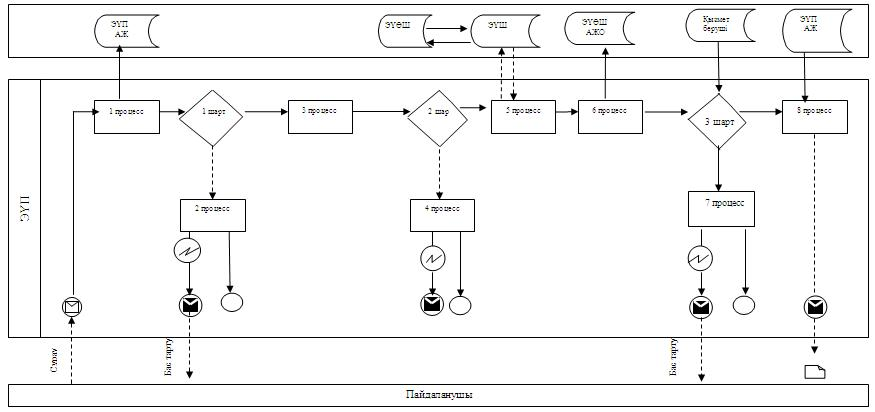 ЭҮП
АЖ
ЭҮӨШ
ЭҮШ
ЭҮӨШ
АЖО
Қызмет
беруші
ЭҮП
АЖ
ЭҮП
1 процесс
1 шарт
3 процесс
2 шар
5 процесс
6 процесс
3 шарт
8 процесс
2 процесс
4 процесс
7 процесс
Сұрау
Бас тарту
Бас тарту
Пайдаланушы